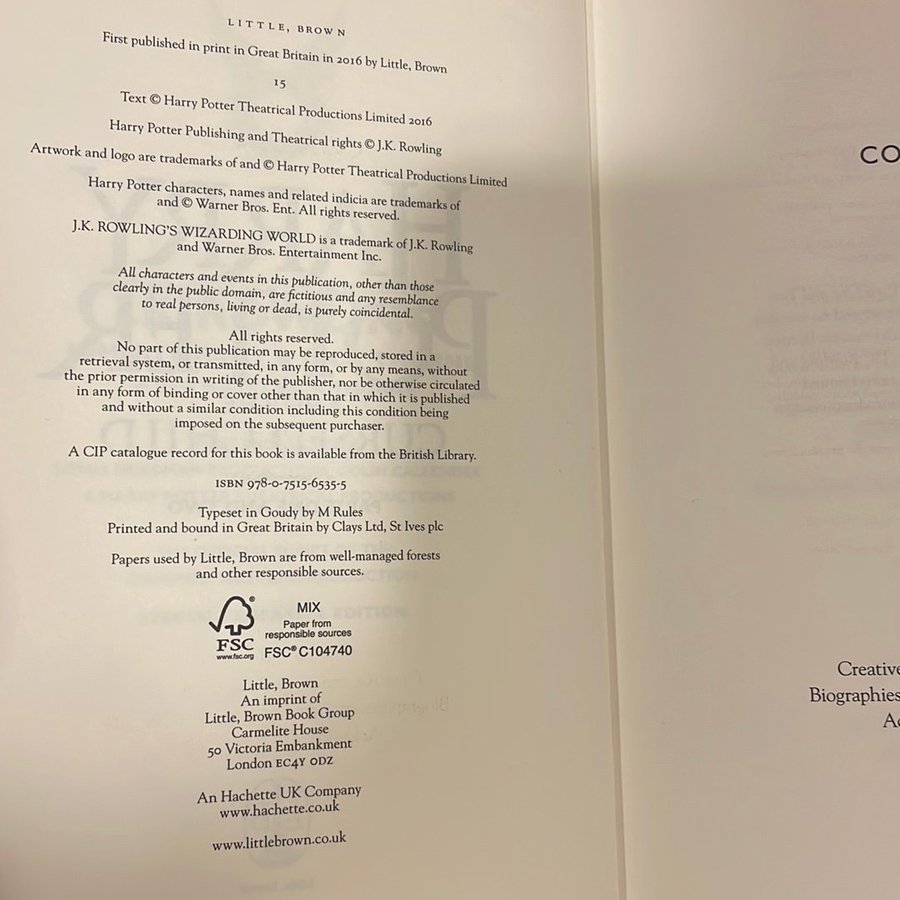 LITTLE, BROWN
First published in print in Great Britain in 2016 by Little, Brown
15
Text © Harry Potter Theatrical Productions Limited 2016
Harry Potter Publishing and Theatrical rights © J.K. Rowling
Artwork and logo are trademarks of and © Harry Potter Theatrical Productions Limited
Harry Potter characters, names and related indicia are trademarks of
and © Warner Bros. Ent. All rights reserved.
J.K. ROWLING'S WIZARDING WORLD is a trademark of J.K. Rowling
and Warner Bros. Entertainment Inc.
All characters and events in this publication, other than those
clearly in the public domain, are fictitious and any resemblance
to real persons, living or dead, is purely coincidental.
All rights reserved.
No part of this publication may be reproduced, stored in a
retrieval system, or transmitted, in any form, or by any means, without
the prior permission in writing of the publisher, nor be otherwise circulated
in any form of binding or cover other than that in which it is published
and without a similar condition including this condition being
imposed on the subsequent purchaser.
A CIP catalogue record for this book is available from the British Library.
ISBN 978-0-7515-6535-5
Typeset in Goudy by M Rules
Printed and bound in Great Britain by Clays Ltd, St Ives plc
Papers used by Little, Brown are from well-managed forests
and other responsible sources.
FSC®
www.fsc.org
MIX
Paper from
responsible sources
FSC® C104740
Little, Brown
An imprint of
Little, Brown Book Group
Carmelite House
50 Victoria Embankment
London EC4Y 0DZ
An Hachette UK Company
www.hachette.co.uk
www.littlebrown.co.uk
CO
Creative
Biographies